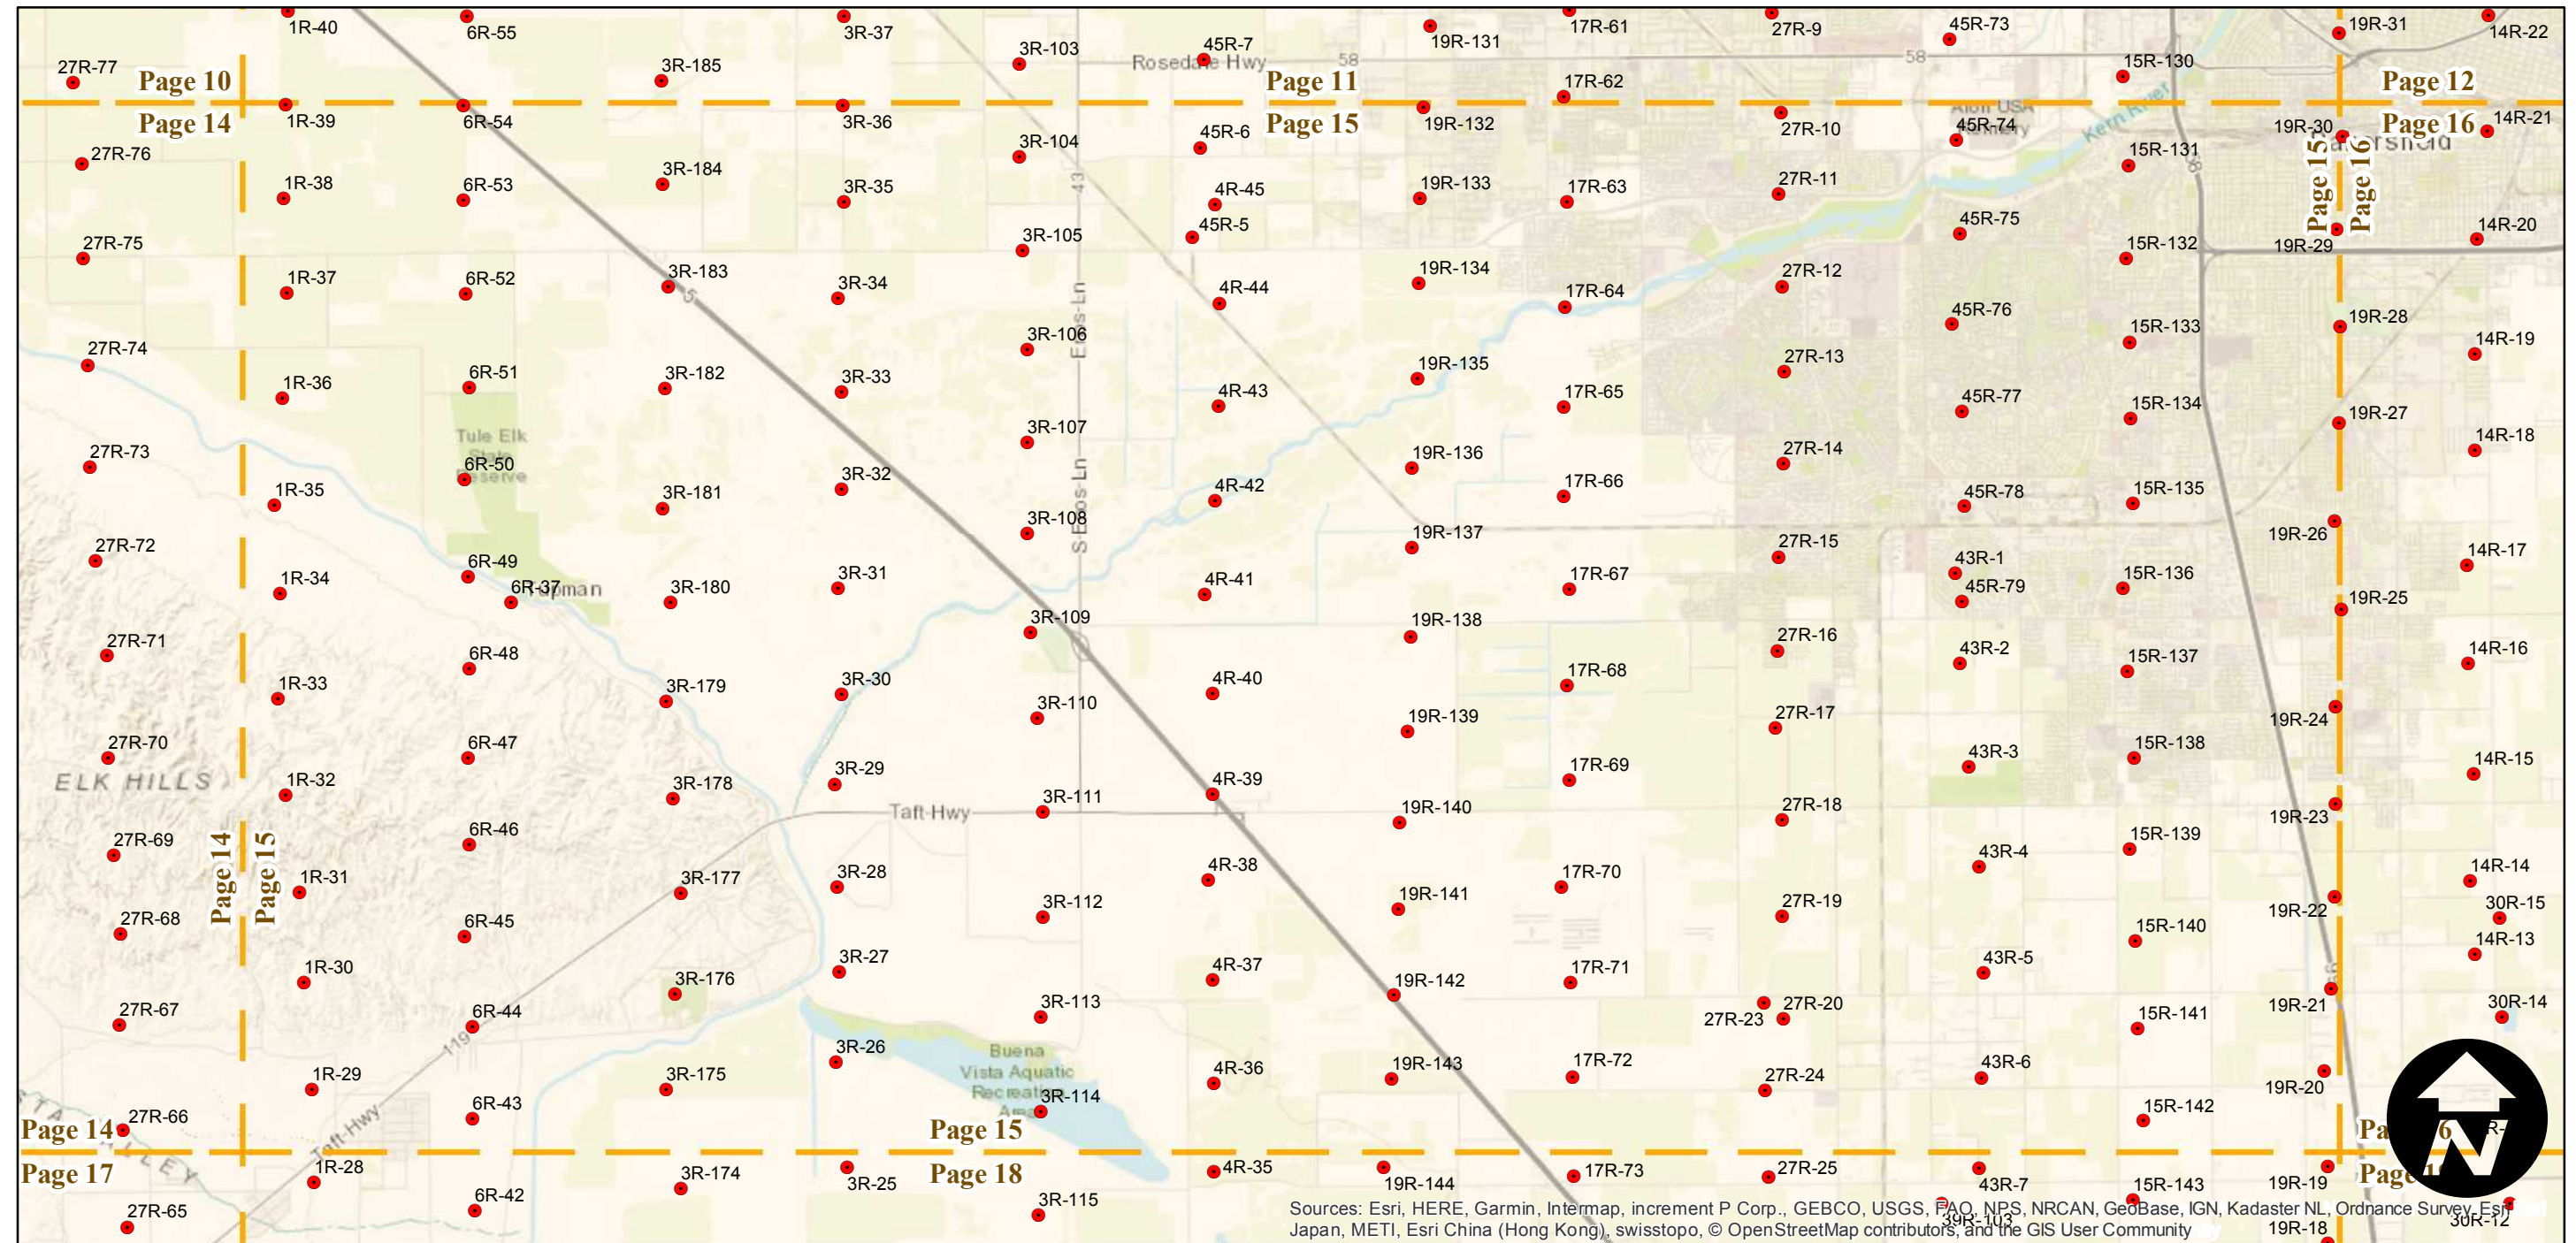 1R-40
6R-55
3R-37
3R-103
45R-7
19R-131
17R-61
27R-9
45R-73
19R-31
14R-22
27R-77
Page 10
3R-185
Rosedale Hwy
58
Page 11
17R-62
58
15R-130
Page 12
Page 14
1R-39
6R-54
3R-36
Page 15
19R-132
27R-10
45R-74
Kern River
19R-30
Page 16
14R-21
27R-76
3R-104
45R-6
15R-131
1R-38
6R-53
3R-184
3R-35
43
4R-45
19R-133
17R-63
27R-11
Page 15
Page 16
27R-75
3R-105
45R-5
45R-75
15R-132
19R-29
14R-20
1R-37
6R-52
3R-183
5
3R-34
4R-44
19R-134
17R-64
27R-12
27R-74
3R-106
45R-76
15R-133
19R-28
14R-19
1R-36
6R-51
3R-182
3R-33
4R-43
19R-135
17R-65
27R-13
45R-77
15R-134
19R-27
27R-73
Tule Elk
State
Reserve
6R-50
3R-107
19R-136
27R-14
14R-18
1R-35
3R-181
3R-32
S Enos-Ln
4R-42
17R-66
45R-78
15R-135
27R-72
6R-49
3R-108
19R-137
27R-15
19R-26
14R-17
1R-34
6R-37
3R-180
3R-31
4R-41
17R-67
43R-1
45R-79
15R-136
19R-25
27R-71
6R-48
3R-109
19R-138
27R-16
43R-2
15R-137
14R-16
1R-33
3R-179
3R-30
3R-110
4R-40
17R-68
27R-70
6R-47
19R-139
27R-17
43R-3
15R-138
19R-24
14R-15
ELK HILLS
1R-32
3R-178
3R-29
3R-111
4R-39
17R-69
Taft-Hwy
19R-140
27R-18
19R-23
27R-69
6R-46
15R-139
Page 14
Page 15
1R-31
3R-177
3R-28
4R-38
17R-70
43R-4
14R-14
27R-68
6R-45
3R-112
19R-141
27R-19
15R-140
19R-22
30R-15
14R-13
1R-30
3R-176
3R-27
4R-37
19R-142
17R-71
43R-5
99
27R-67
6R-44
119
3R-113
27R-23
27R-20
15R-141
19R-21
30R-14
3R-26
Buena
Vista Aquatic
Recreation
Area
1R-29
3R-175
4R-36
19R-143
17R-72
27R-24
43R-6
19R-20
27R-66
6R-43
Taft-Hwy
3R-114
15R-142
N
Page 14
Page 15
Page 17
1R-28
3R-174
3R-25
Page 18
4R-35
19R-144
17R-73
27R-25
43R-7
15R-143
19R-19
27R-65
6R-42
3R-115
39R-103
19R-18
30R-12
Sources: Esri, HERE, Garmin, Intermap, increment P Corp., GEBCO, USGS, FAO, NPS, NRCAN, GeoBase, IGN, Kadaster NL, Ordnance Survey, Esri
Japan, METI, Esri China (Hong Kong), swisstopo, © OpenStreetMap contributors, and the GIS User Community